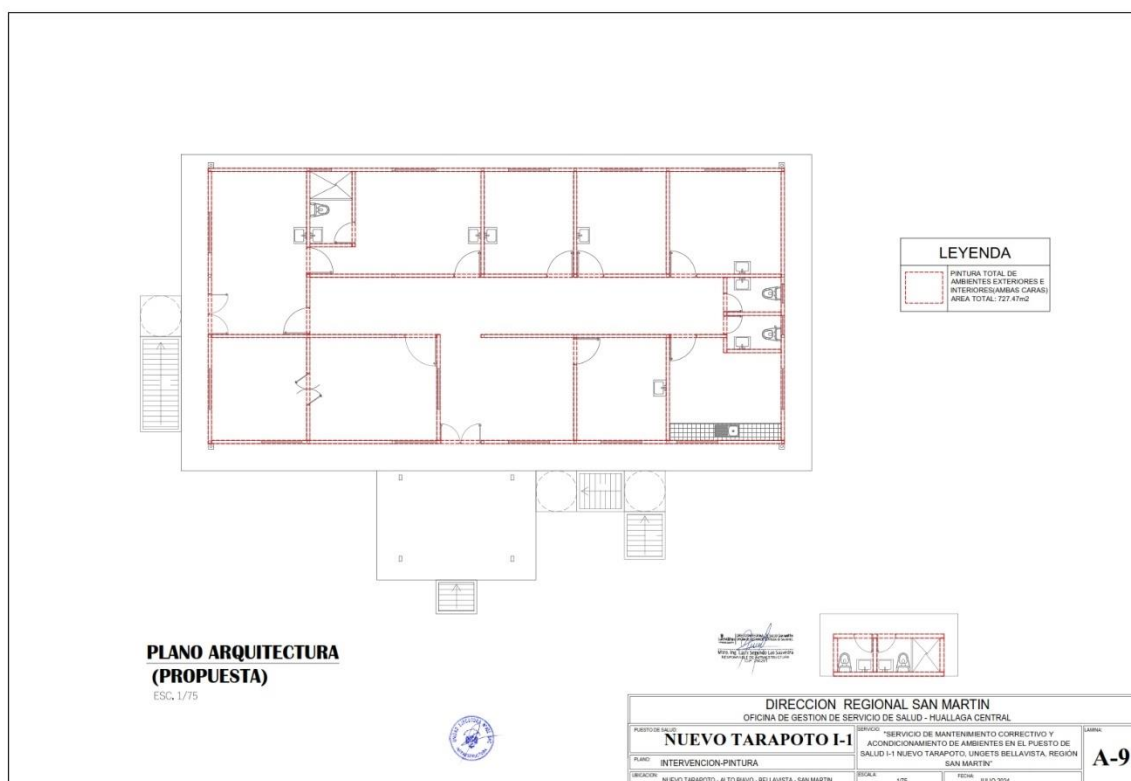 LEYENDA
PINTURA TOTAL DE
AMBIENTES EXTERIORES E
INTERIORES(AMBAS CARAS)
AREA TOTAL: 727.47m2
PLANO ARQUITECTURA
(PROPUESTA)
ESC. 1/75
DIRECCION REGIONAL SAN MARTIN
OFICINA DE GESTION DE SERVICIO DE SALUD - HUALLAGA CENTRAL
PUESTO DE SALUD:
NUEVO TARAPOTO I-1
PLANO: INTERVENCION-PINTURA
UBICACION: NUEVO TARAPOTO - ALTO BIAVO - BELLAVISTA - SAN MARTIN
SERVICIO: "SERVICIO DE MANTENIMIENTO CORRECTIVO Y
ACONDICIONAMIENTO DE AMBIENTES EN EL PUESTO DE
SALUD I-1 NUEVO TARAPOTO, UNGETS BELLAVISTA, REGIÓN
SAN MARTIN"
ESCALA: 1/75
FECHA: JULIO 2024
LAMINA:
A-9